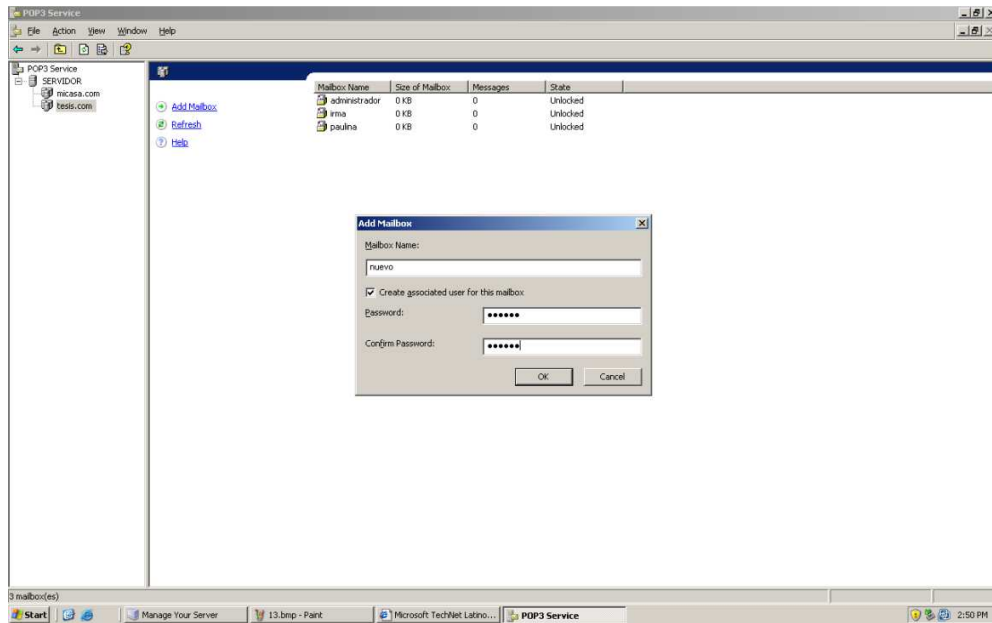 POP3 Service
File Action View Window Help
POP3 Service
SERVIDOR
micasa.com
tesis.com
Add Mailbox
Refresh
Help
Mailbox Name Size of Mailbox Messages State
administrador 0 KB 0 Unlocked
irma 0 KB 0 Unlocked
paulina 0 KB 0 Unlocked
Add Mailbox
Mailbox Name:
nuevo
Create associated user for this mailbox
Password:
●●●●●●
Confirm Password:
●●●●●●
OK Cancel
3 mailbox(es)
Start Manage Your Server 13.bmp - Paint Microsoft TechNet Latino... POP3 Service 2:50 PM